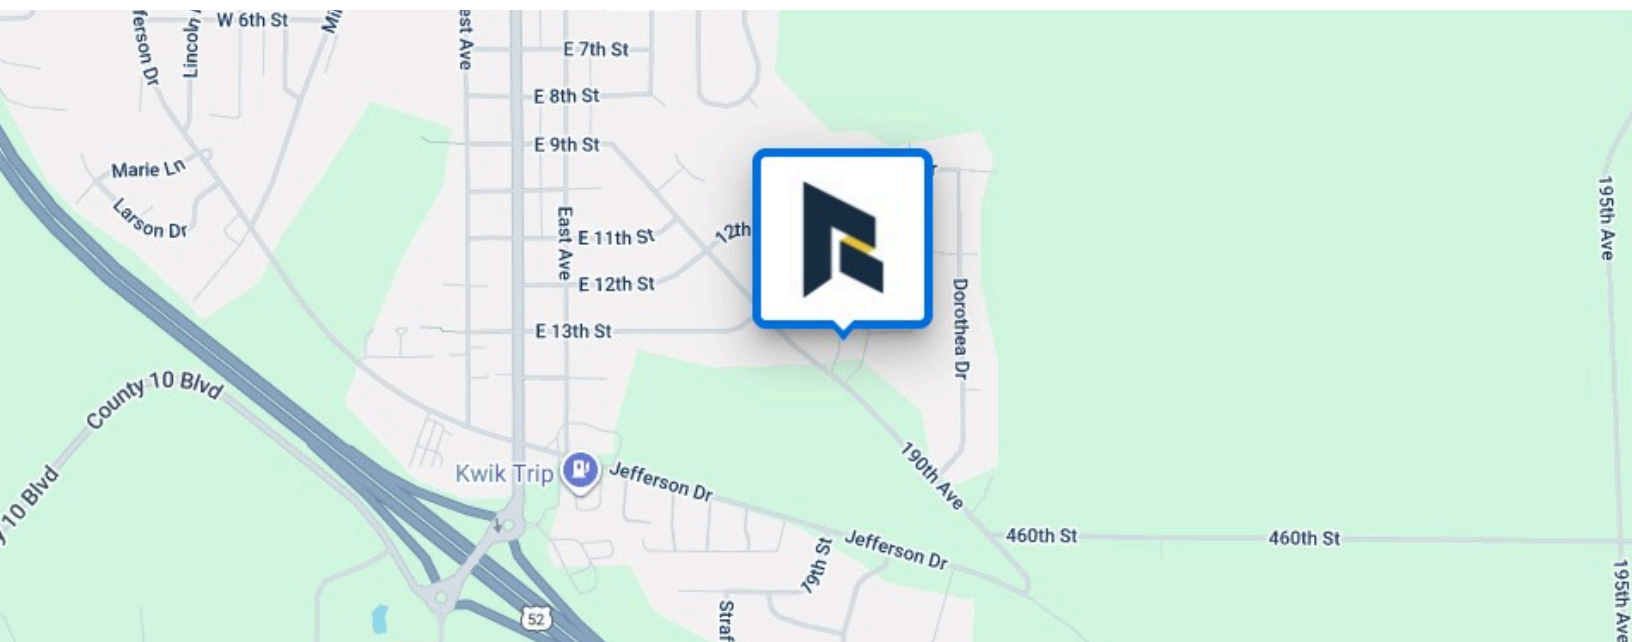 W 6th St
E 7th St
E 8th St
E 9th St
Marie Ln
Larson Dr
East Ave
E 11th St
12th
E 12th St
E 13th St
Dorothea Dr
195th Ave
County 10 Blvd
10 Blvd
Kwik Trip
Jefferson Dr
190th Ave
460th St
460th St
Jefferson Dr
79th St
195th Ave
52